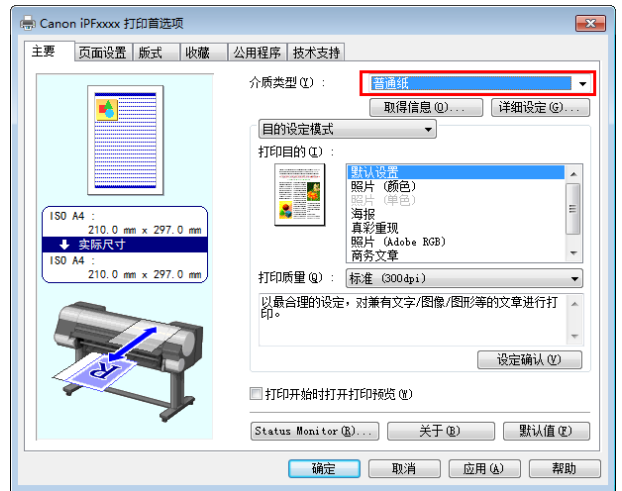 Canon iPFxxxx 打印首选项
主要 页面设置 版式 收藏 公用程序 技术支持
介质类型(Y) : 普通纸
取得信息(O)... 详细设定(G)...
目的设定模式
打印目的(I) :
默认设置
照片 (颜色)
照片 (单色)
海报
真彩重现
照片 (Adobe RGB)
商务文章
ISO A4 :
210.0 mm x 297.0 mm
实际尺寸
ISO A4 :
210.0 mm x 297.0 mm
打印质量(Q) : 标准 (300dpi)
以最合理的设定，对兼有文字/图像/图形等的文章进行打
印。
设定确认(V)
打印开始时打开打印预览(W)
Status Monitor(R)... 关于(B) 默认值(F)
确定 取消 应用(A) 帮助